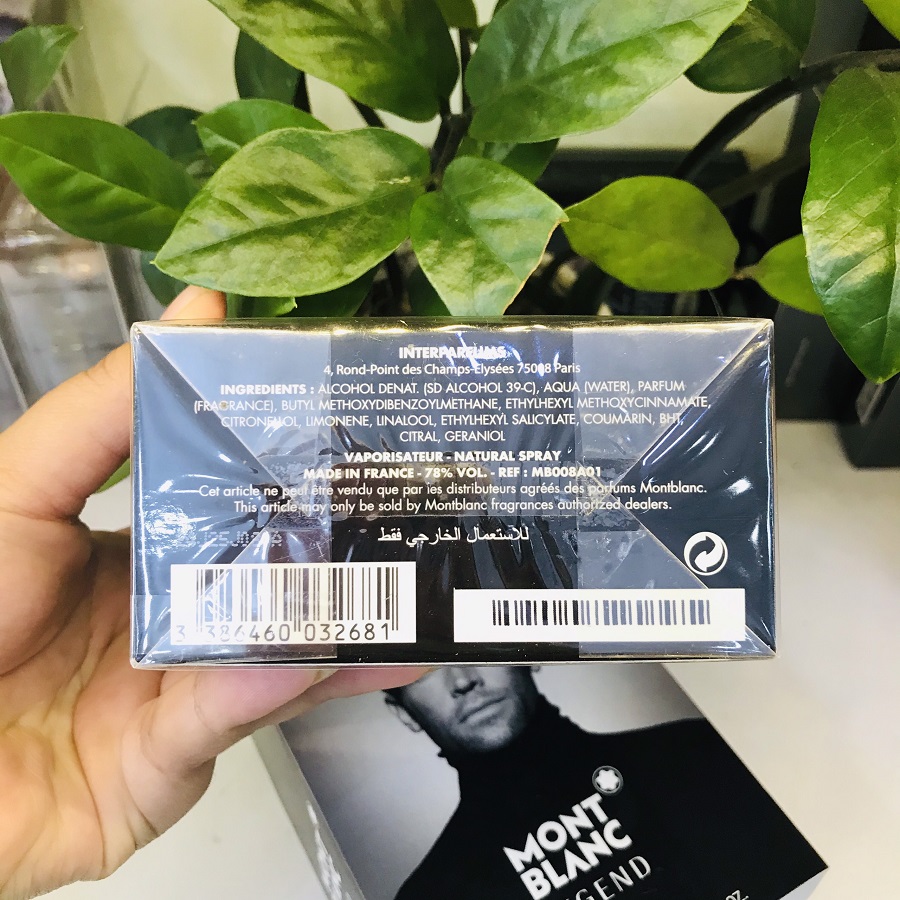 INTERPARFUMS
4, Rond-Point des Champs-Elysées 75008 Paris
INGREDIENTS : ALCOHOL DENAT. (SD ALCOHOL 39-C), AQUA (WATER), PARFUM
(FRAGRANCE), BUTYL METHOXYDIBENZOYLMETHANE, ETHYLHEXYL METHOXYCINNAMATE,
CITRONELLOL, LIMONENE, LINALOOL, ETHYLHEXYL SALICYLATE, COUMARIN, BHT,
CITRAL, GERANIOL
VAPORISATEUR - NATURAL SPRAY
MADE IN FRANCE - 78% VOL. - REF : MB008A01
Cet article ne peut être vendu que par les distributeurs agréés des parfums Montblanc.
This article may only be sold by Montblanc fragrances authorized dealers.
للاستعمال الخارجي فقط
3 386460 032681
MONT
BLANC